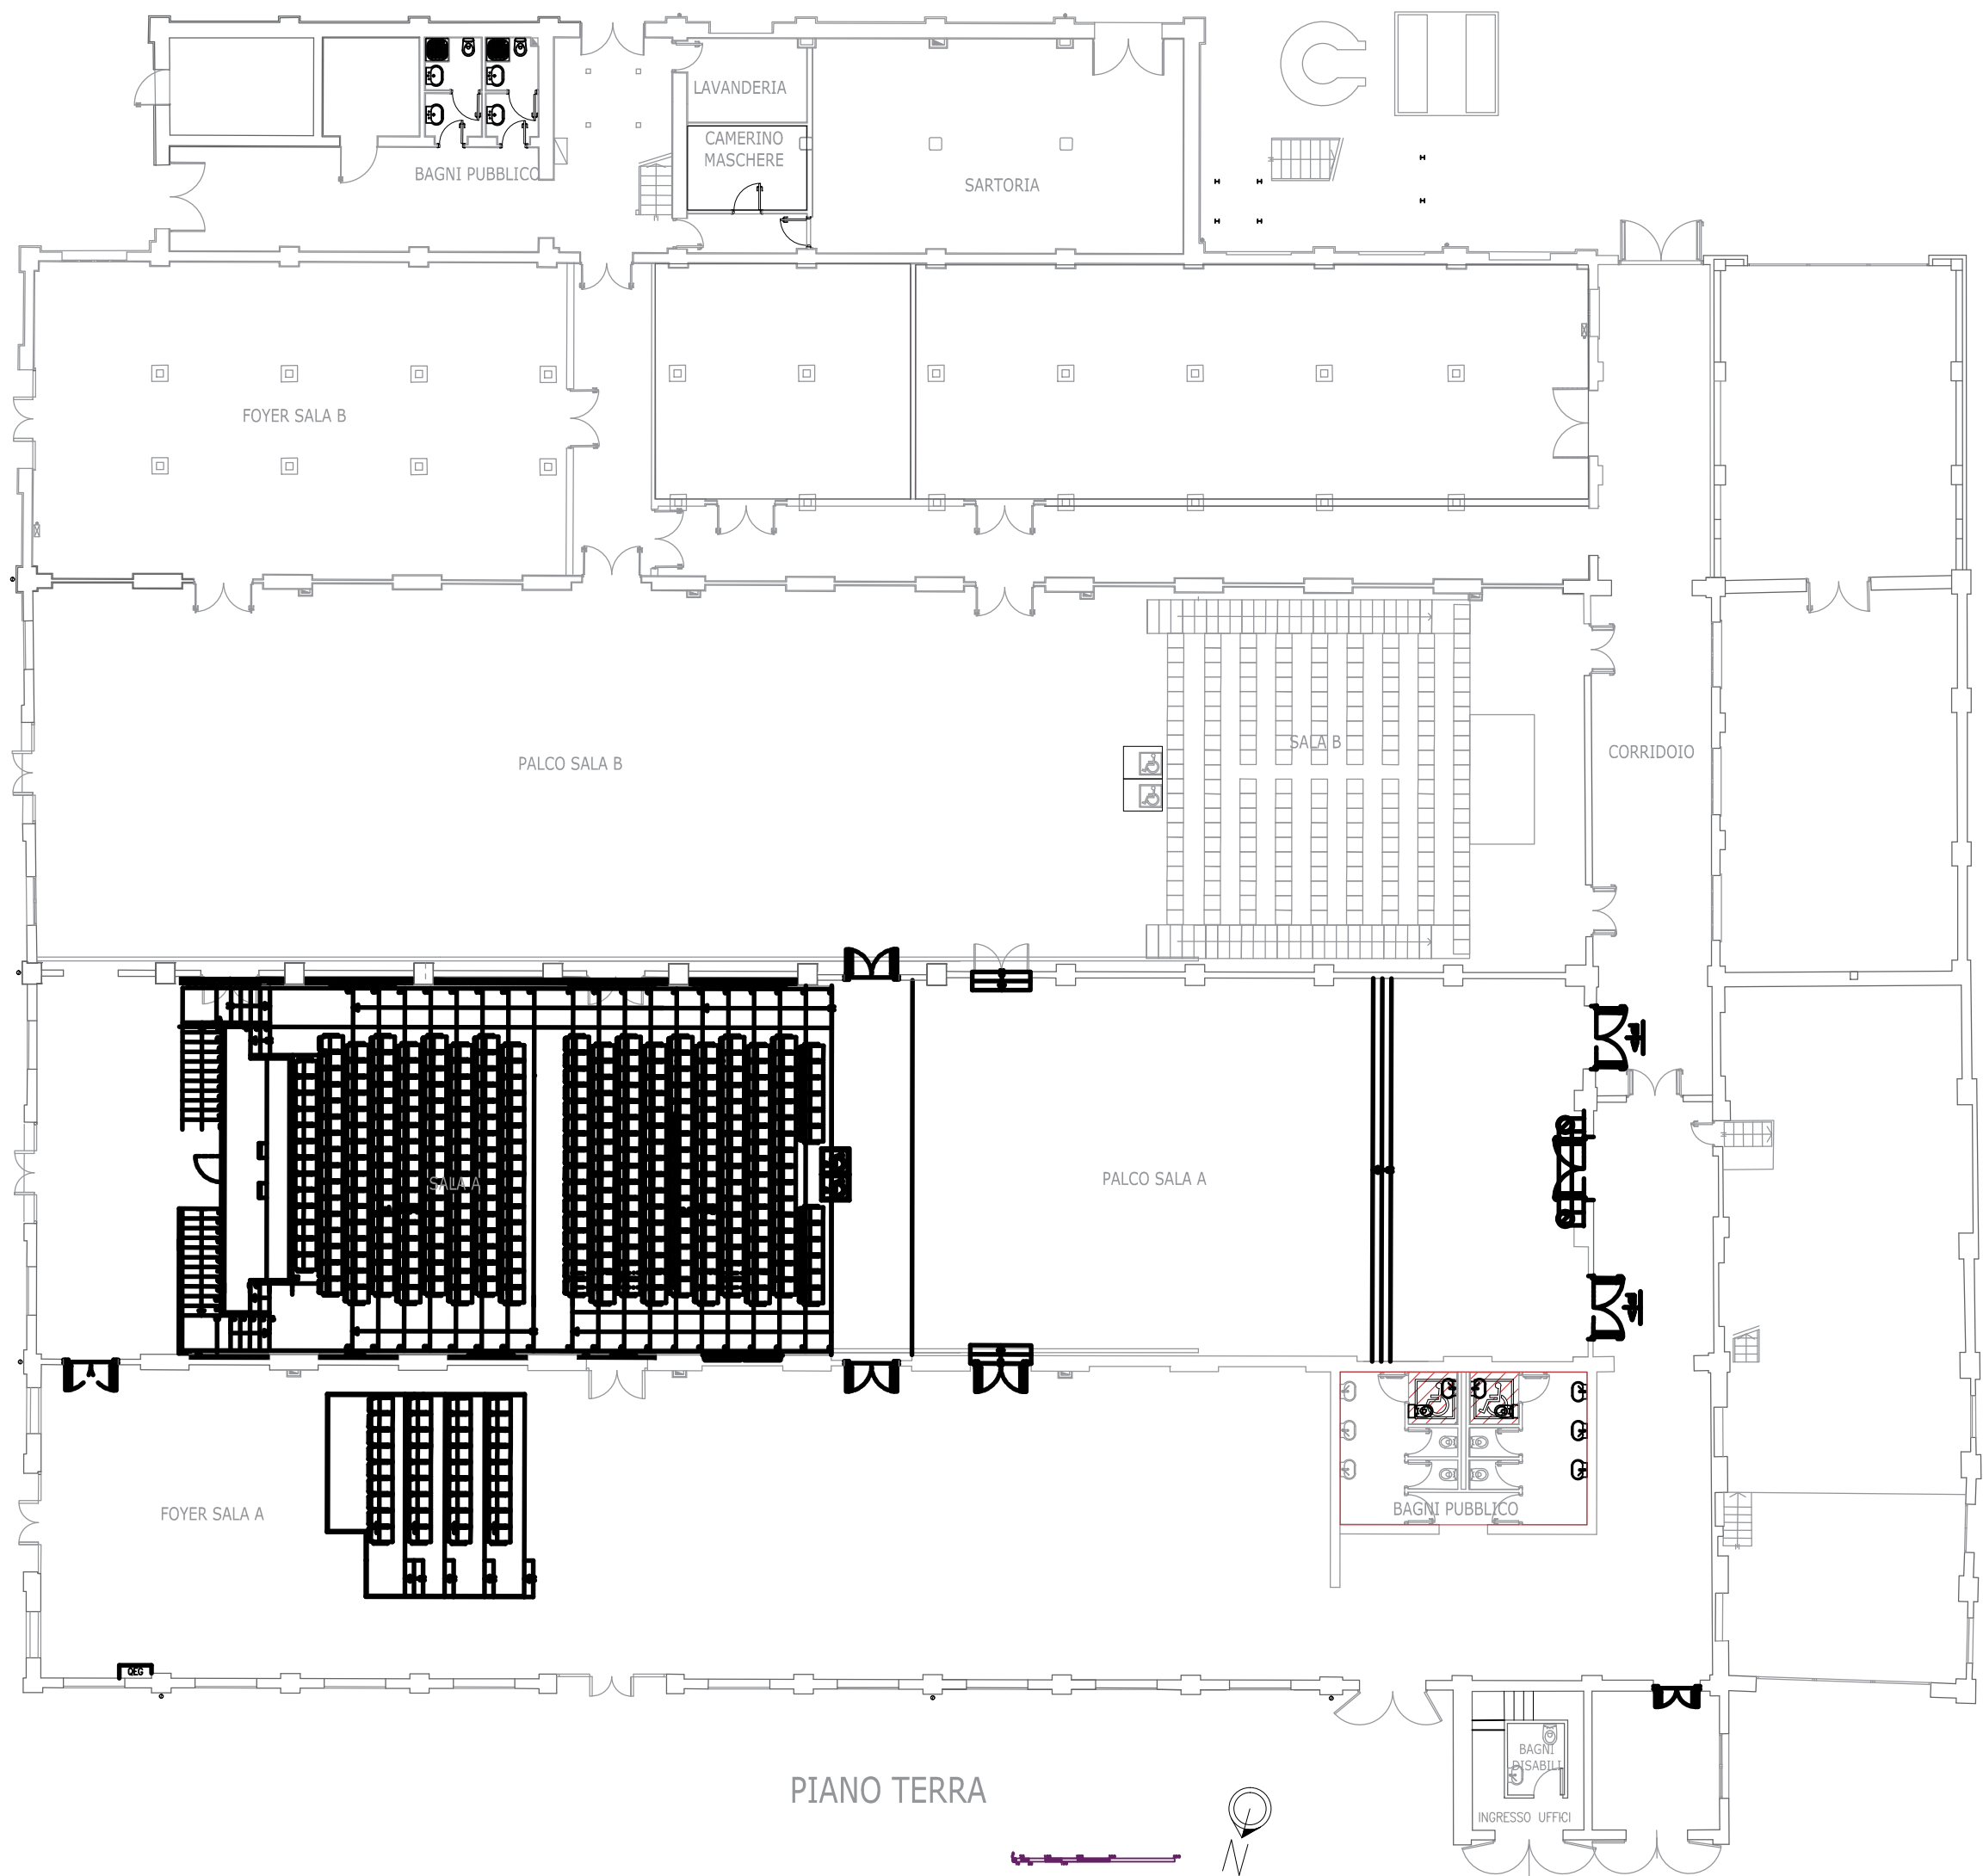 LAVANDERIA
CAMERINO
MASCHERE
BAGNI PUBBLICO
SARTORIA
FOYER SALA B
SALA B
CORRIDOIO
PALCO SALA B
SALA A
PALCO SALA A
FOYER SALA A
BAGNI PUBBLICO
QEG
BAGNI
DISABILI
PIANO TERRA
INGRESSO UFFICI
N